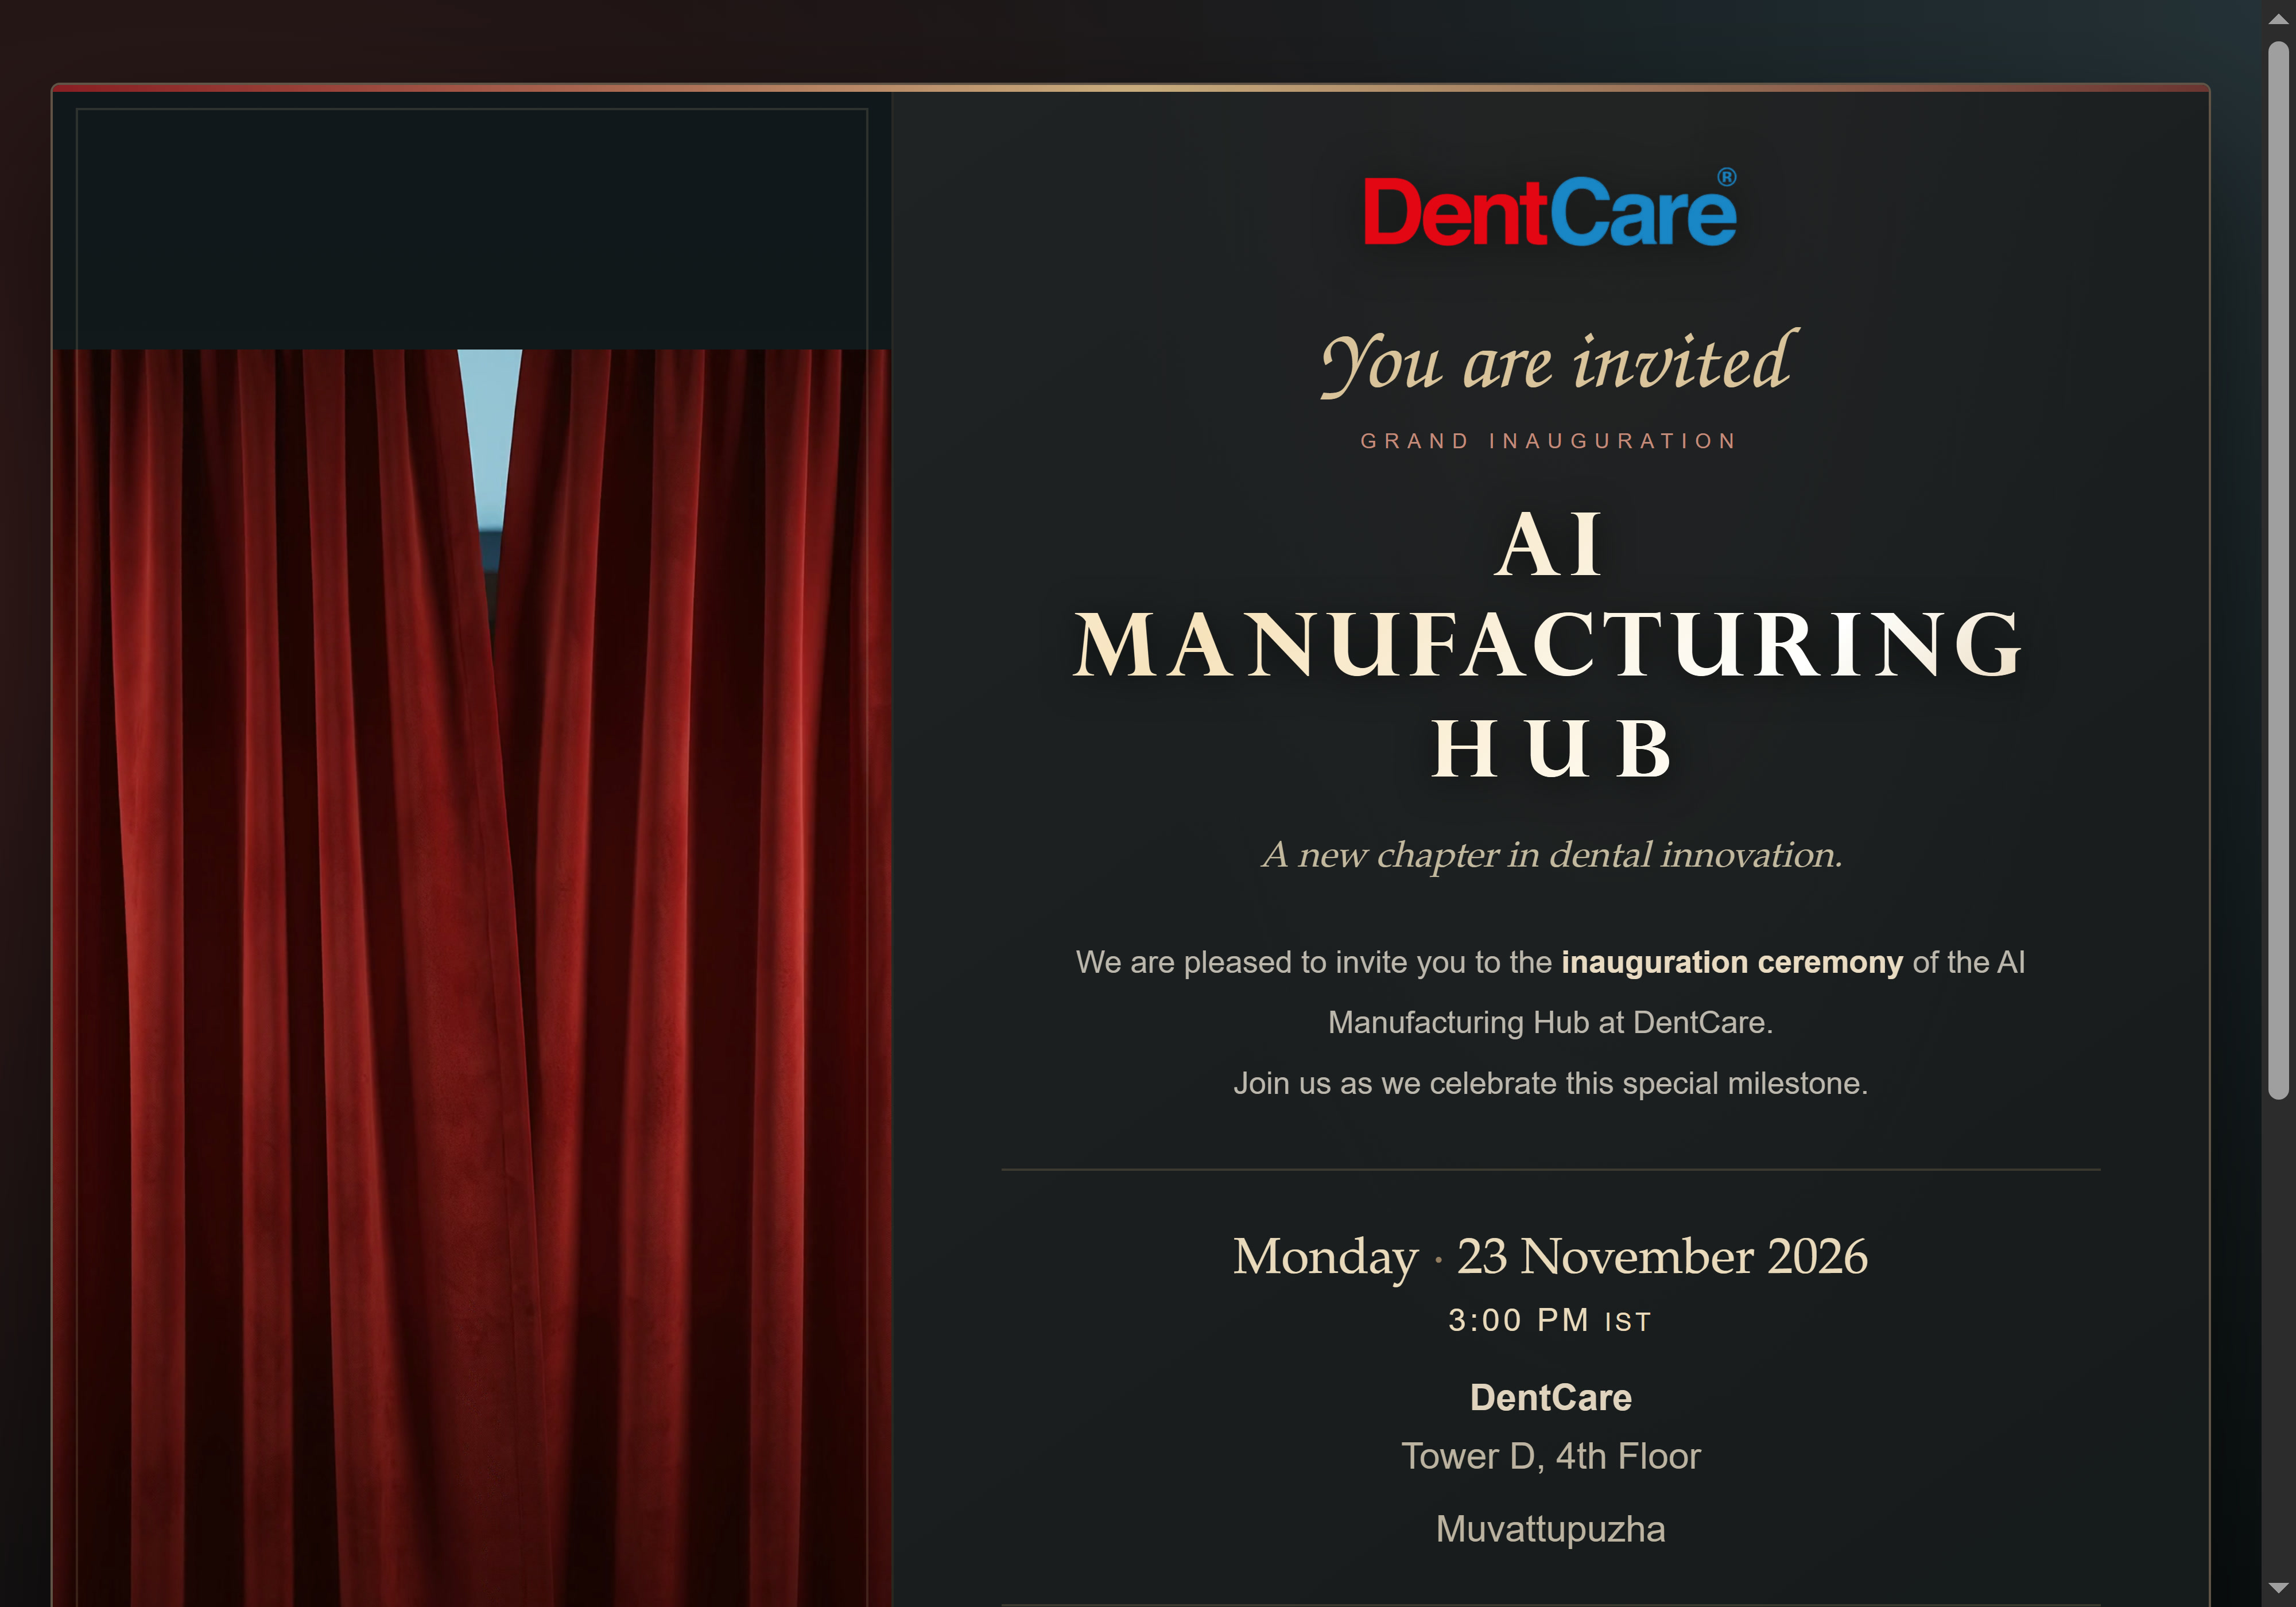 DentCare®
You are invited
GRAND INAUGURATION
AI
MANUFACTURING
HUB
A new chapter in dental innovation.
We are pleased to invite you to the inauguration ceremony of the AI
Manufacturing Hub at DentCare.
Join us as we celebrate this special milestone.
Monday · 23 November 2026
3:00 PM IST
DentCare
Tower D, 4th Floor
Muvattupuzha